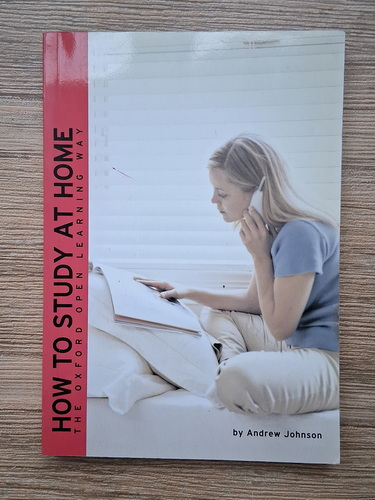 HOW TO STUDY AT HOME
THE OXFORD OPEN LEARNING WAY
by Andrew Johnson